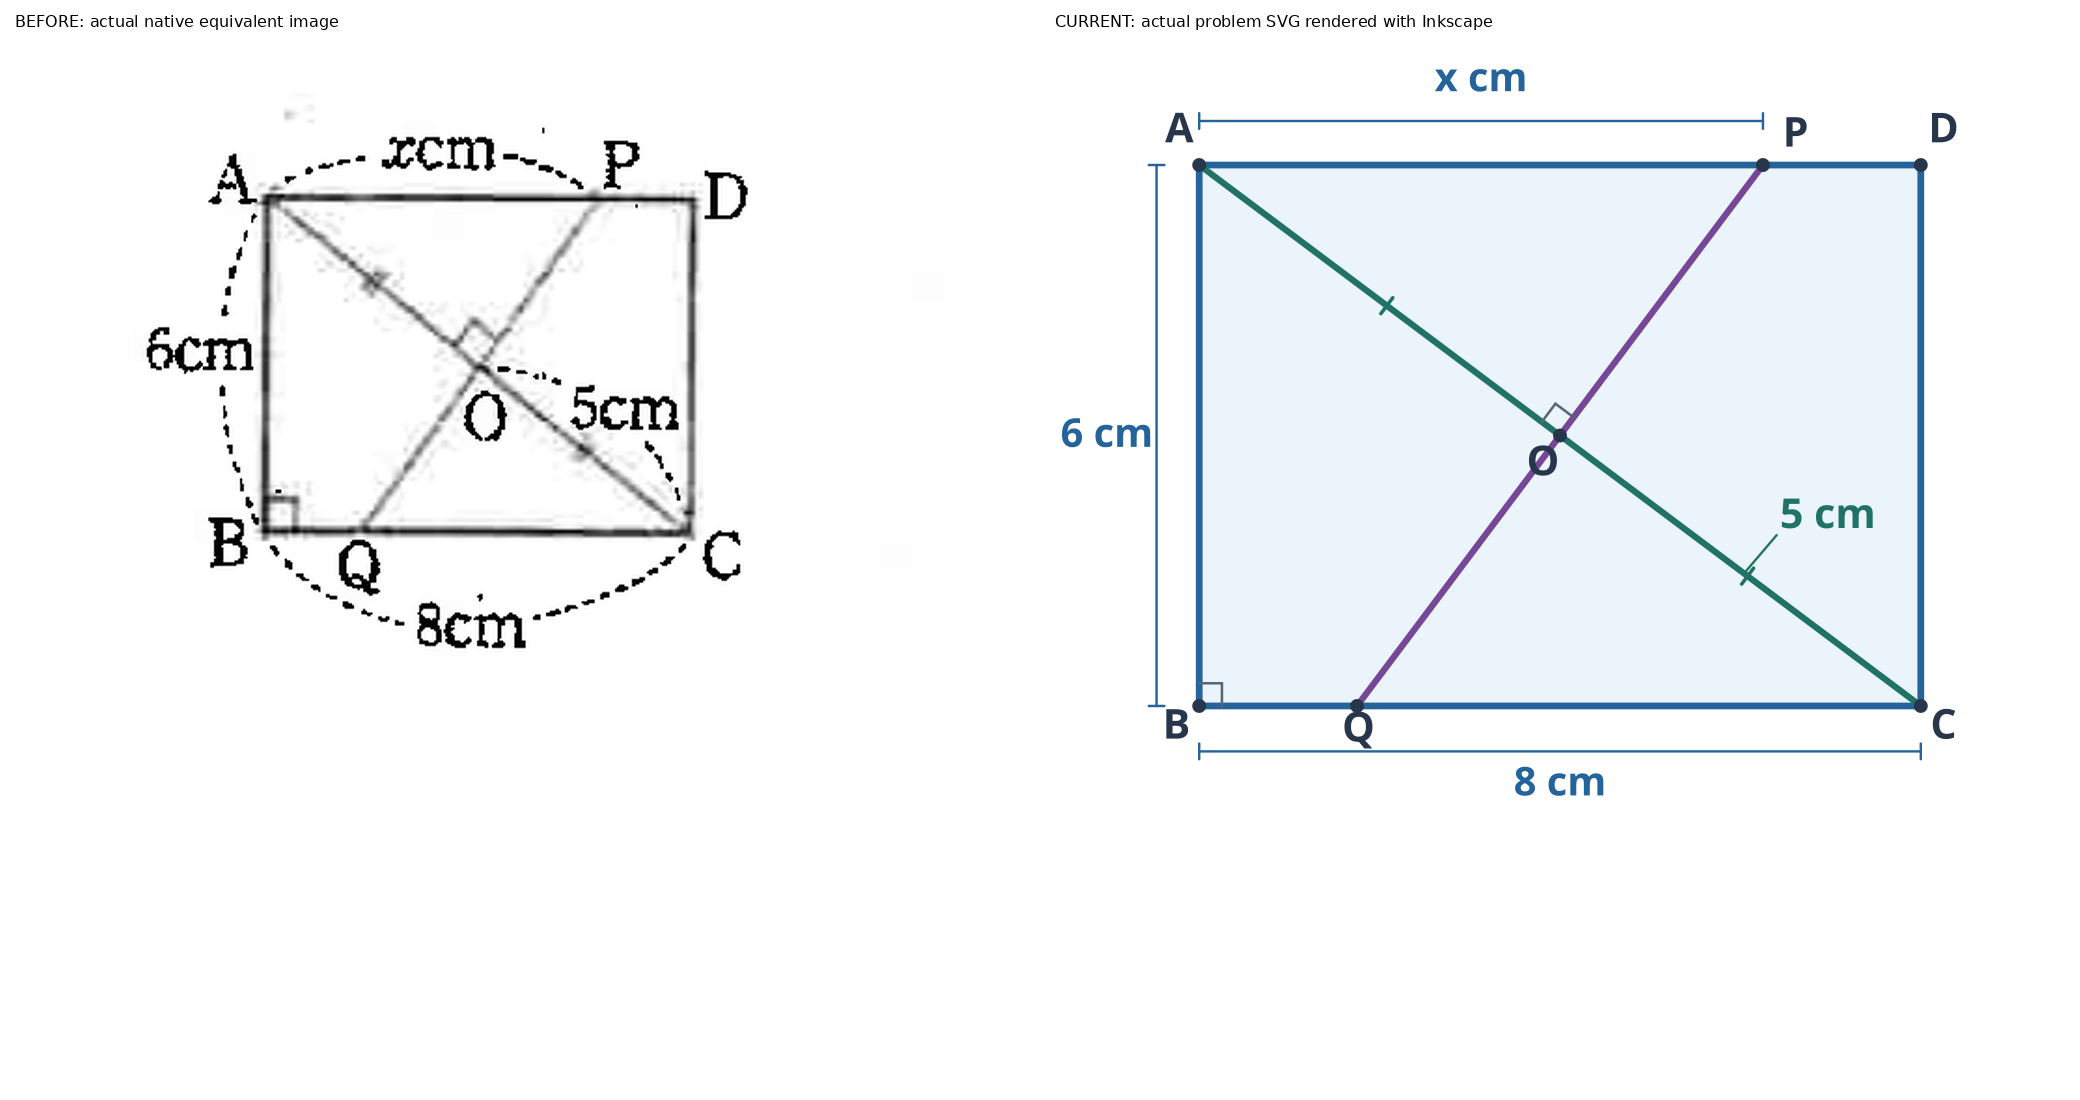 BEFORE: actual native equivalent image
A
xcm
P
D
6cm
O
5cm
B
Q
C
8cm
CURRENT: actual problem SVG rendered with Inkscape
x cm
A
P
D
6 cm
O
5 cm
B
Q
C
8 cm